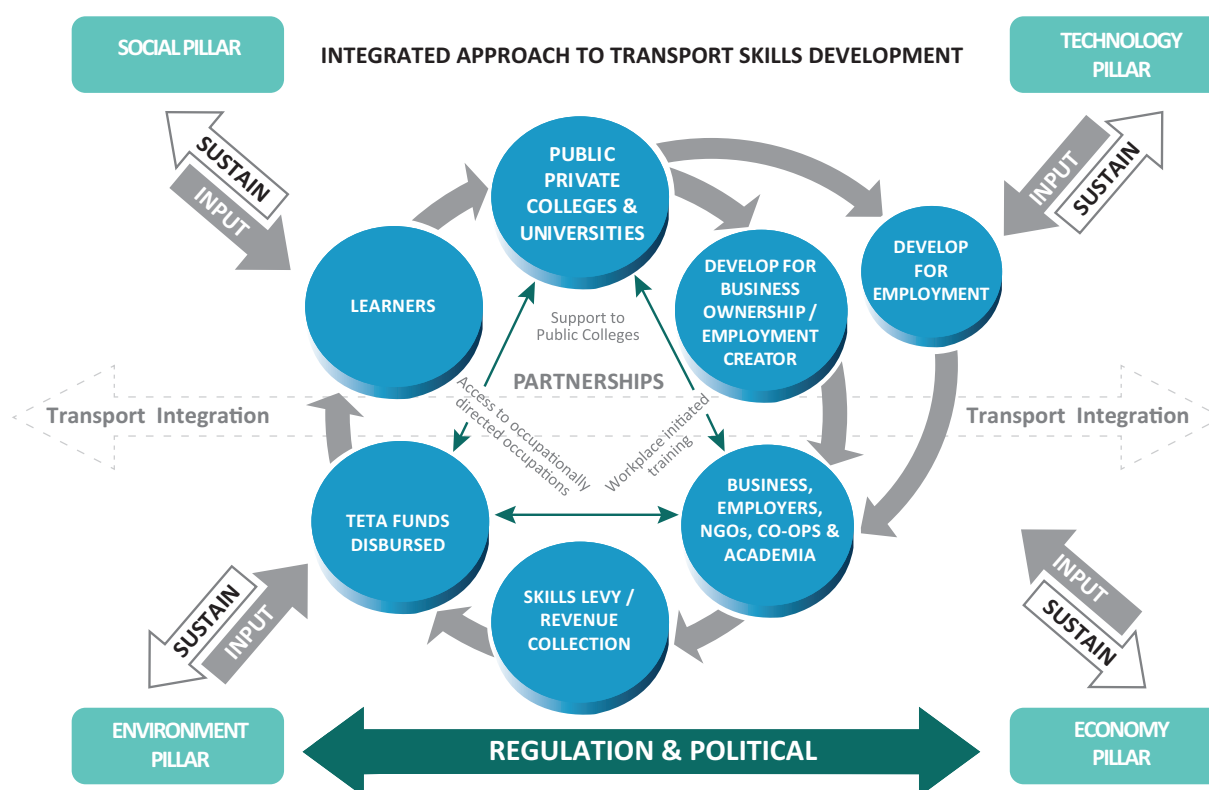 SOCIAL PILLAR
INTEGRATED APPROACH TO TRANSPORT SKILLS DEVELOPMENT
TECHNOLOGY
PILLAR
SUSTAIN
INPUT
INPUT
SUSTAIN
PUBLIC
PRIVATE
COLLEGES &
UNIVERSITIES
DEVELOP
FOR
EMPLOYMENT
LEARNERS
DEVELOP FOR
BUSINESS
OWNERSHIP /
EMPLOYMENT
CREATOR
Support to
Public Colleges
PARTNERSHIPS
Access to occupationally
directed occupations
Workplace initiated
training
Transport Integration
Transport Integration
TETA FUNDS
DISBURSED
BUSINESS,
EMPLOYERS,
NGOs, CO-OPS &
ACADEMIA
SKILLS LEVY /
REVENUE
COLLECTION
SUSTAIN
INPUT
INPUT
SUSTAIN
ENVIRONMENT
PILLAR
REGULATION & POLITICAL
ECONOMY
PILLAR